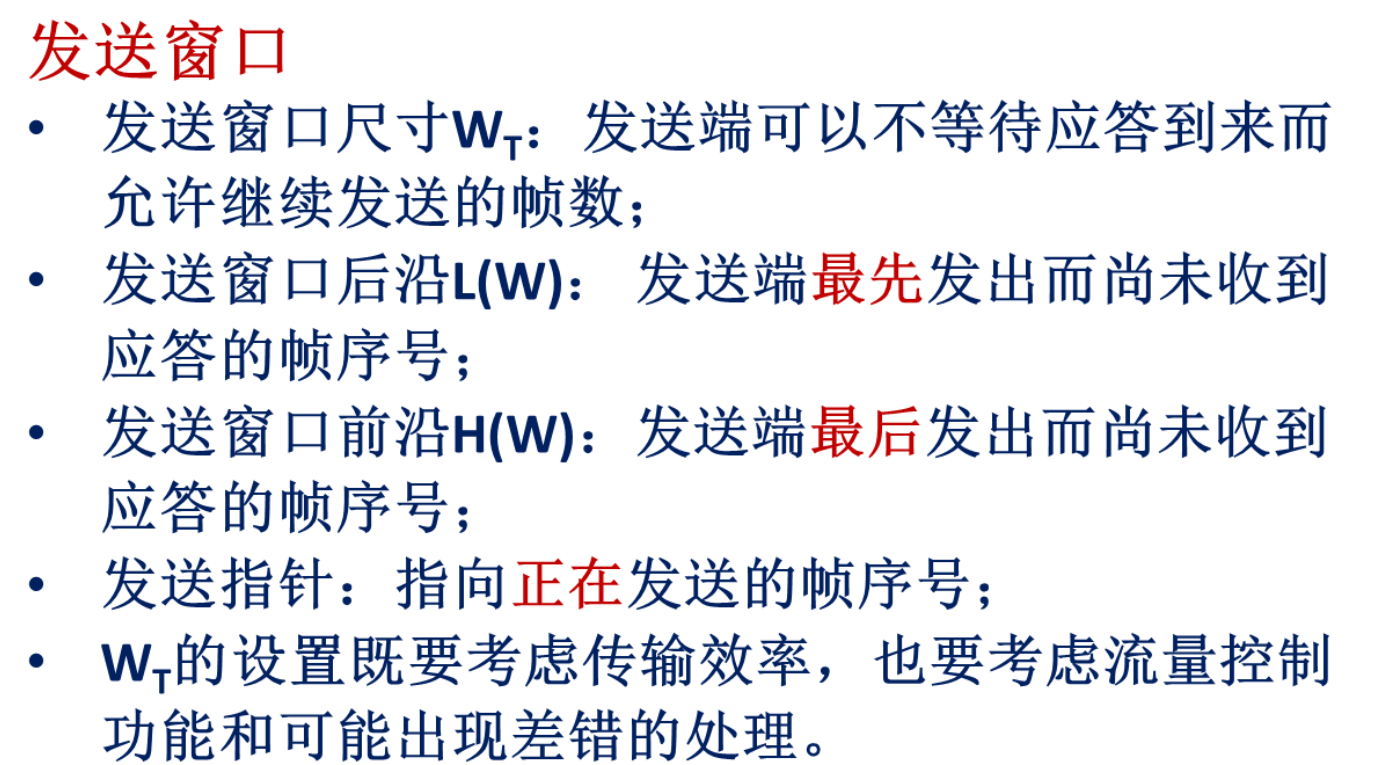 发送窗口
• 发送窗口尺寸WT：发送端可以不等待应答到来而
允许继续发送的帧数；
• 发送窗口后沿L(W)： 发送端最先发出而尚未收到
应答的帧序号；
• 发送窗口前沿H(W)：发送端最后发出而尚未收到
应答的帧序号；
• 发送指针：指向正在发送的帧序号；
• WT的设置既要考虑传输效率，也要考虑流量控制
功能和可能出现差错的处理。